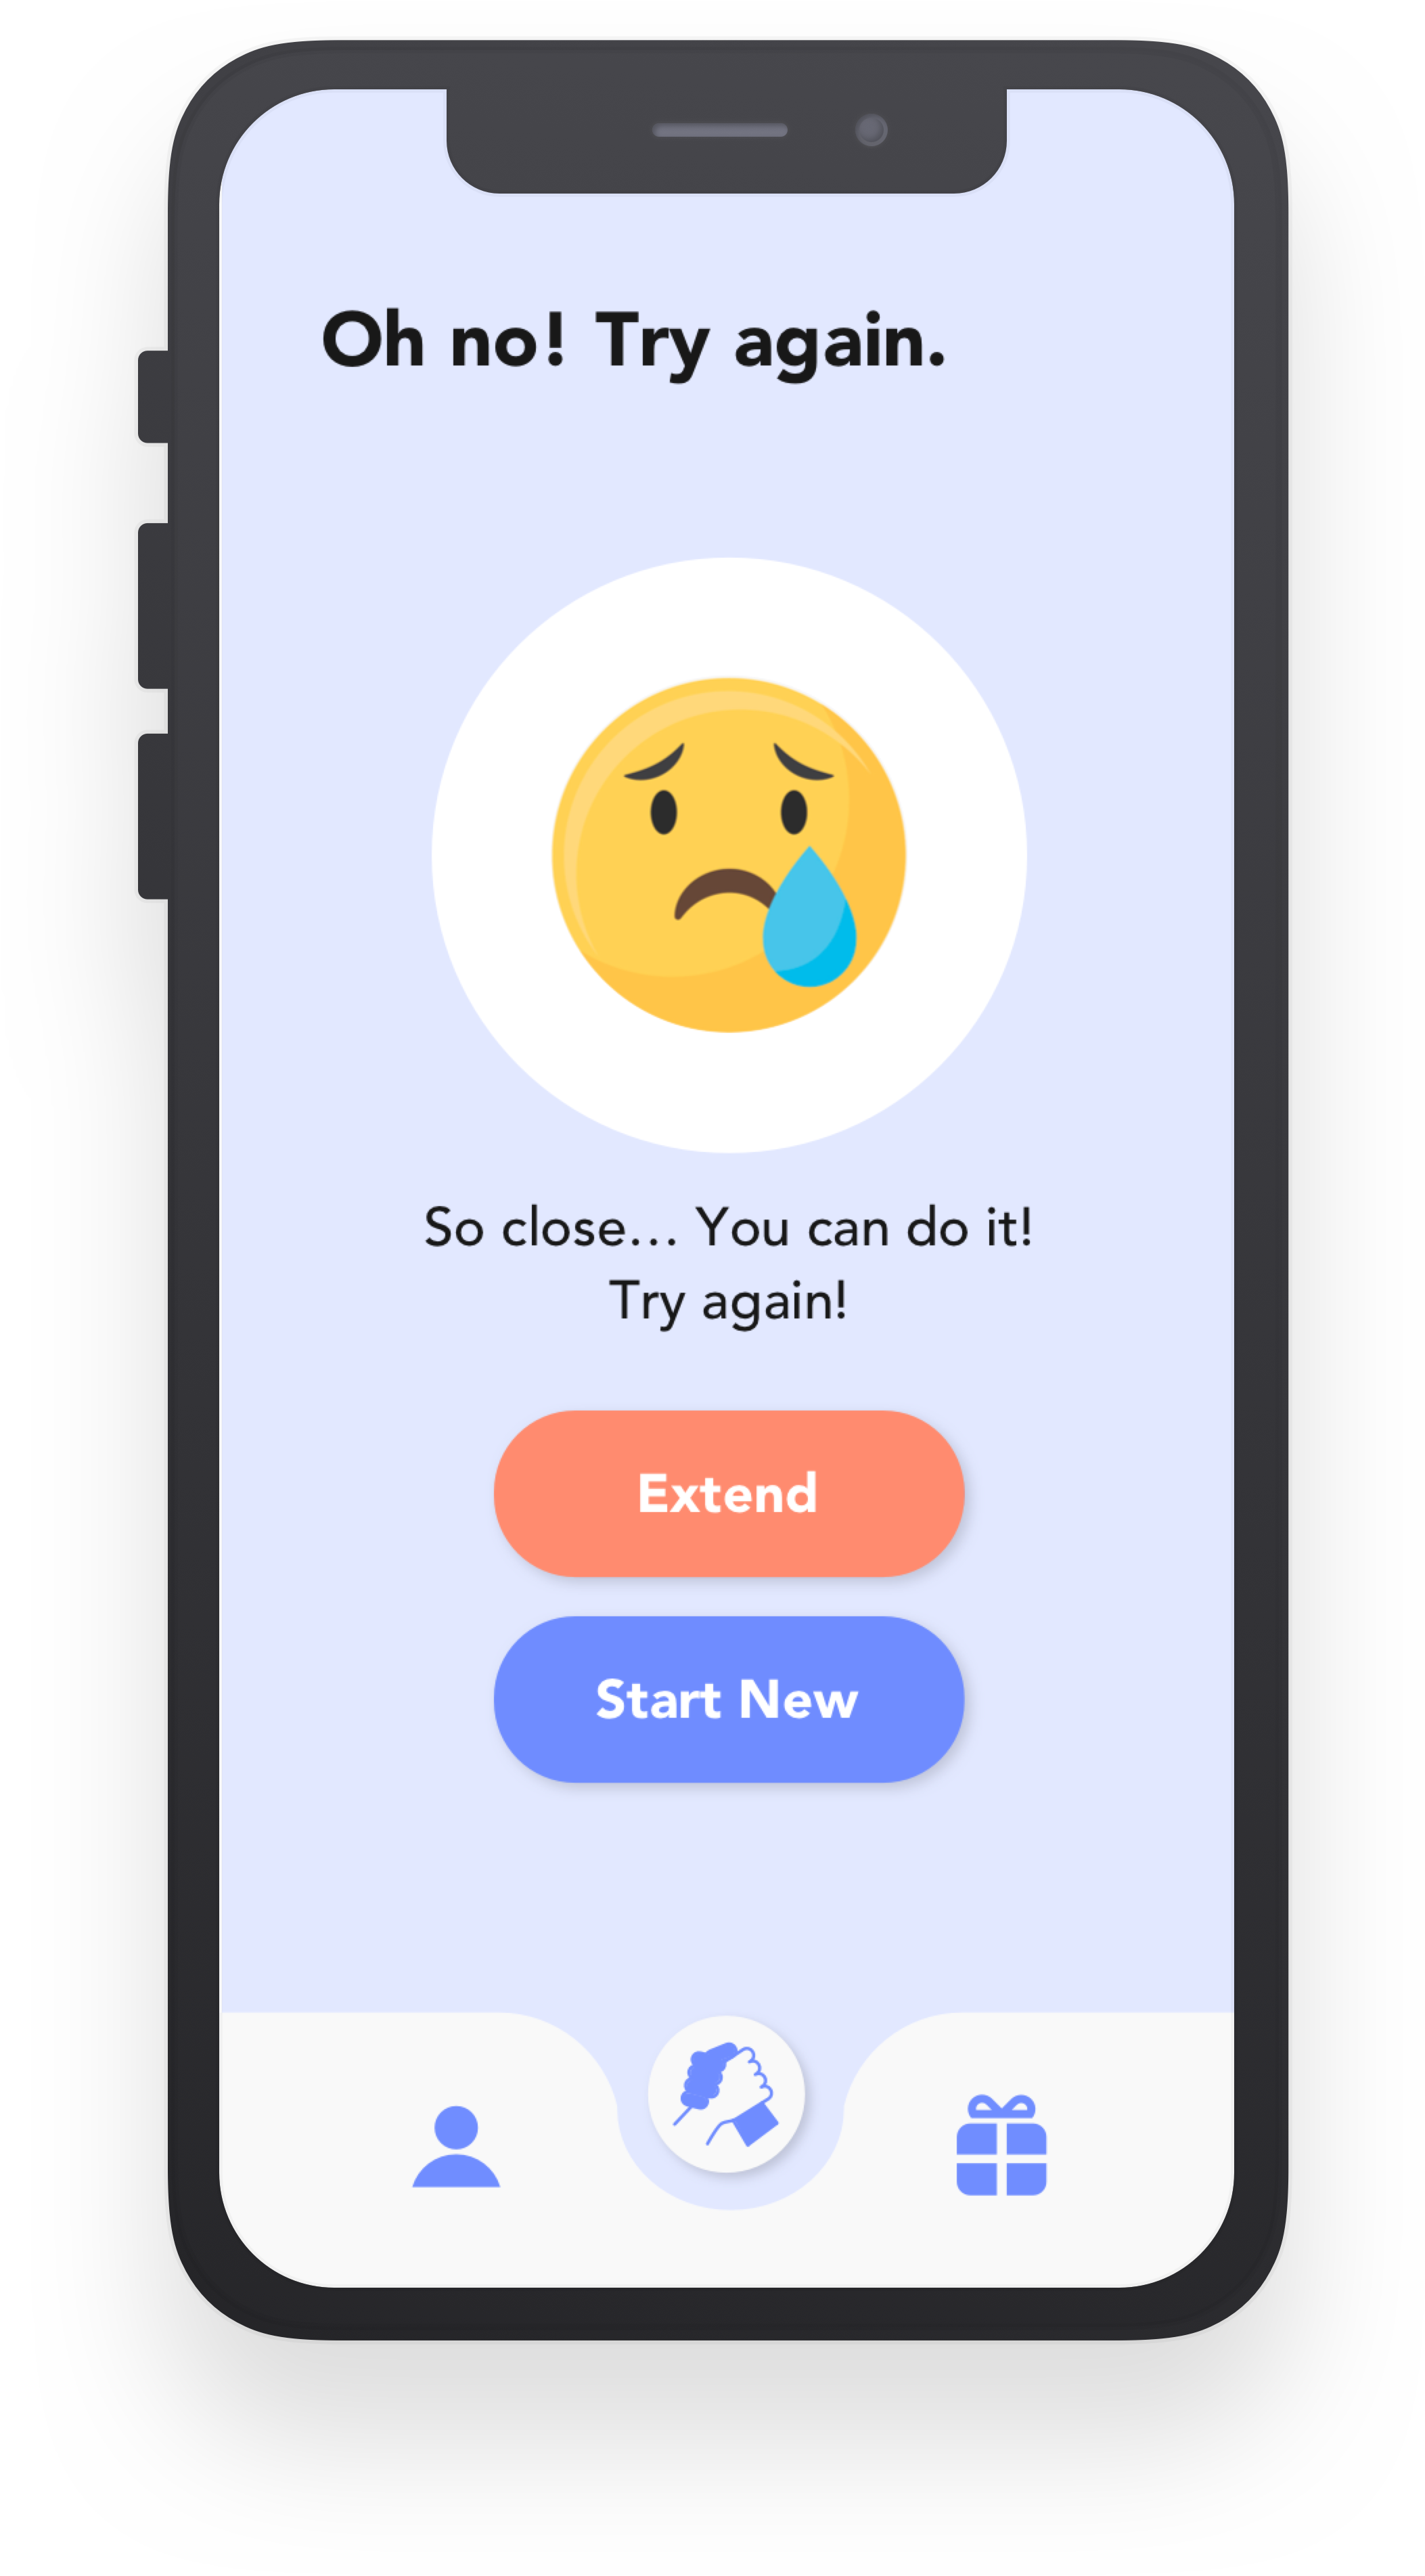 Oh no! Try again.
So close... You can do it!
Try again!
Extend
Start New